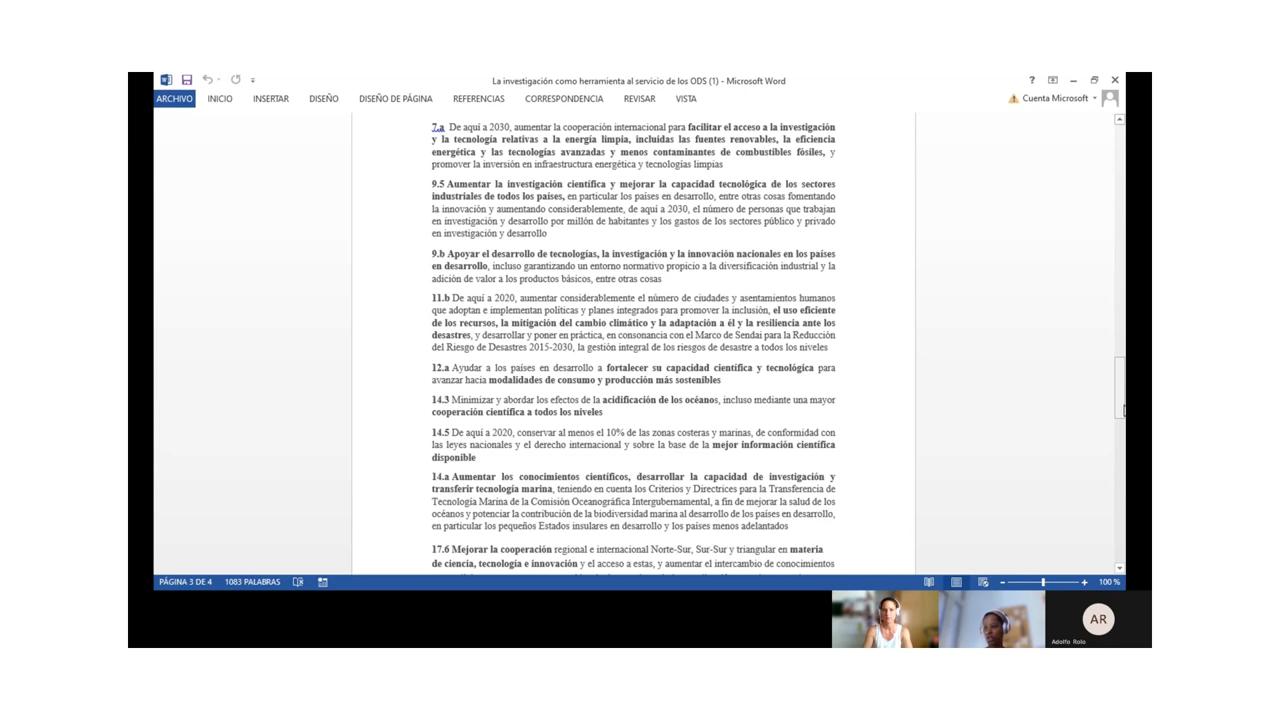 La investigación como herramienta al servicio de los ODS (1) - Microsoft Word
ARCHIVO INICIO INSERTAR DISEÑO DISEÑO DE PÁGINA REFERENCIAS CORRESPONDENCIA REVISAR VISTA Cuenta Microsoft
7.a De aquí a 2030, aumentar la cooperación internacional para facilitar el acceso a la investigación
y la tecnología relativas a la energía limpia, incluidas las fuentes renovables, la eficiencia
energética y las tecnologías avanzadas y menos contaminantes de combustibles fósiles, y
promover la inversión en infraestructura energética y tecnologías limpias
9.5 Aumentar la investigación científica y mejorar la capacidad tecnológica de los sectores
industriales de todos los países, en particular los países en desarrollo, entre otras cosas fomentando
la innovación y aumentando considerablemente, de aquí a 2030, el número de personas que trabajan
en investigación y desarrollo por millón de habitantes y los gastos de los sectores público y privado
en investigación y desarrollo
9.b Apoyar el desarrollo de tecnologías, la investigación y la innovación nacionales en los países
en desarrollo, incluso garantizando un entorno normativo propicio a la diversificación industrial y la
adición de valor a los productos básicos, entre otras cosas
11.b De aquí a 2020, aumentar considerablemente el número de ciudades y asentamientos humanos
que adoptan e implementan políticas y planes integrados para promover la inclusión, el uso eficiente
de los recursos, la mitigación del cambio climático y la adaptación a él y la resiliencia ante los
desastres, y desarrollar y poner en práctica, en consonancia con el Marco de Sendai para la Reducción
del Riesgo de Desastres 2015-2030, la gestión integral de los riesgos de desastre a todos los niveles
12.a Ayudar a los países en desarrollo a fortalecer su capacidad científica y tecnológica para
avanzar hacia modalidades de consumo y producción más sostenibles
14.3 Minimizar y abordar los efectos de la acidificación de los océanos, incluso mediante una mayor
cooperación científica a todos los niveles
14.5 De aquí a 2020, conservar al menos el 10% de las zonas costeras y marinas, de conformidad con
las leyes nacionales y el derecho internacional y sobre la base de la mejor información científica
disponible
14.a Aumentar los conocimientos científicos, desarrollar la capacidad de investigación y
transferir tecnología marina, teniendo en cuenta los Criterios y Directrices para la Transferencia de
Tecnología Marina de la Comisión Oceanográfica Intergubernamental, a fin de mejorar la salud de los
océanos y potenciar la contribución de la biodiversidad marina al desarrollo de los países en desarrollo,
en particular los pequeños Estados insulares en desarrollo y los países menos adelantados
17.6 Mejorar la cooperación regional e internacional Norte-Sur, Sur-Sur y triangular en materia
de ciencia, tecnología e innovación y el acceso a estas, y aumentar el intercambio de conocimientos
PÁGINA 3 DE 4 1083 PALABRAS 100 %
AR
Adolfo Rolo